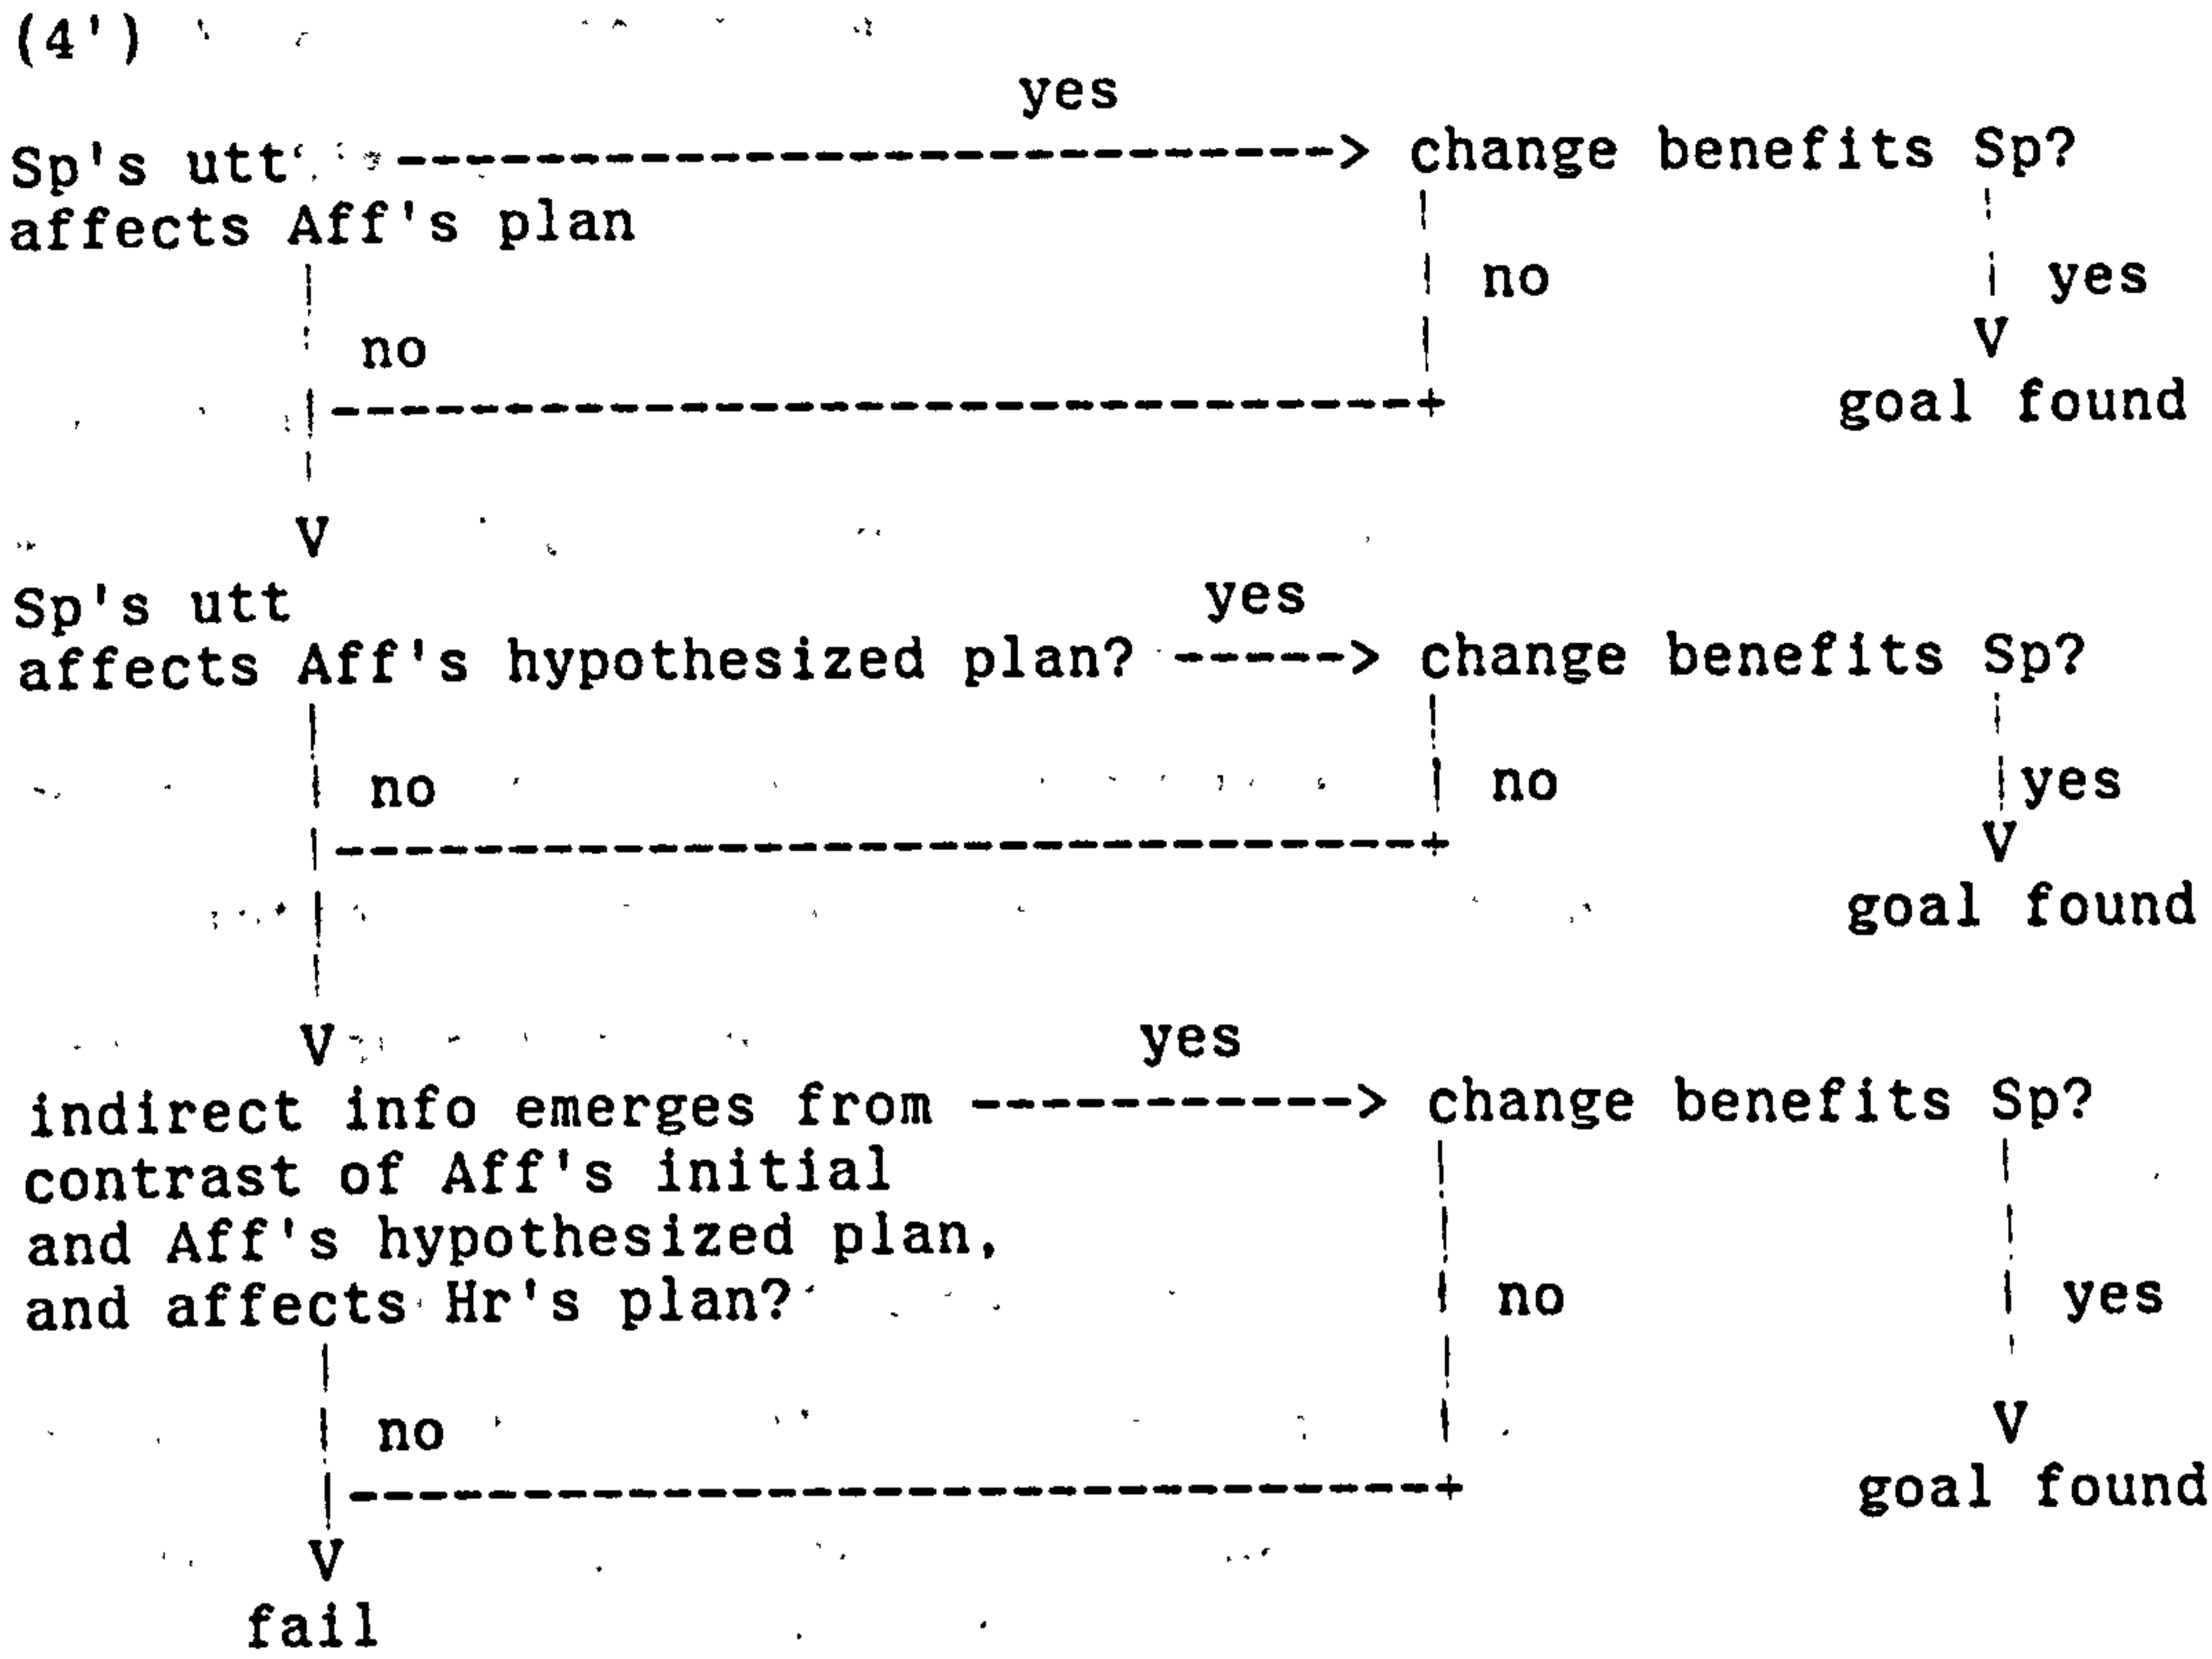 (4')
yes
Sp's utt -----------------------------> change benefits Sp?
affects Aff's plan
no yes
no V
|--------------------------------+ goal found
V
Sp's utt yes
affects Aff's hypothesized plan? -----> change benefits Sp?
no no yes
|--------------------------------+ V
goal found
V yes
indirect info emerges from -----------> change benefits Sp?
contrast of Aff's initial
and Aff's hypothesized plan,
and affects Hr's plan? no yes
no V
|--------------------------------+ goal found
V
fail